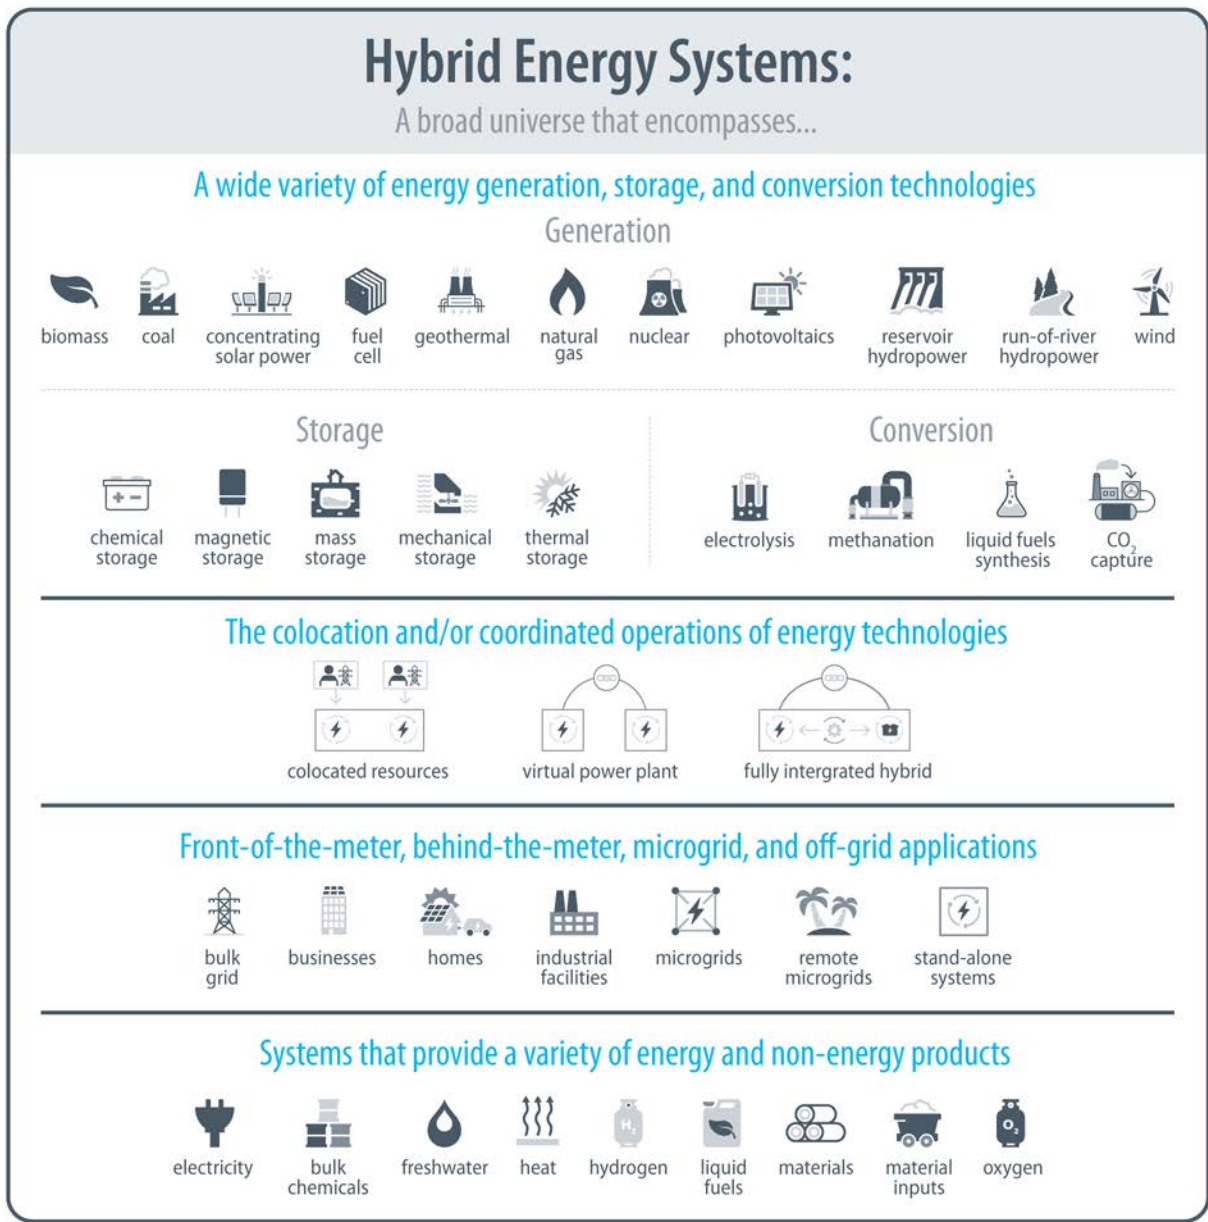 Hybrid Energy Systems:
A broad universe that encompasses...
A wide variety of energy generation, storage, and conversion technologies
Generation
biomass
coal
concentrating
solar power
fuel
cell
geothermal
natural
gas
nuclear
photovoltaics
reservoir
hydropower
run-of-river
hydropower
wind
Storage
chemical
storage
magnetic
storage
mass
storage
mechanical
storage
thermal
storage
Conversion
electrolysis
methanation
liquid fuels
synthesis
CO₂
capture
The colocation and/or coordinated operations of energy technologies
colocated resources
virtual power plant
fully intergrated hybrid
Front-of-the-meter, behind-the-meter, microgrid, and off-grid applications
bulk
grid
businesses
homes
industrial
facilities
microgrids
remote
microgrids
stand-alone
systems
Systems that provide a variety of energy and non-energy products
H₂
O₂
electricity
bulk
chemicals
freshwater
heat
hydrogen
liquid
fuels
materials
material
inputs
oxygen